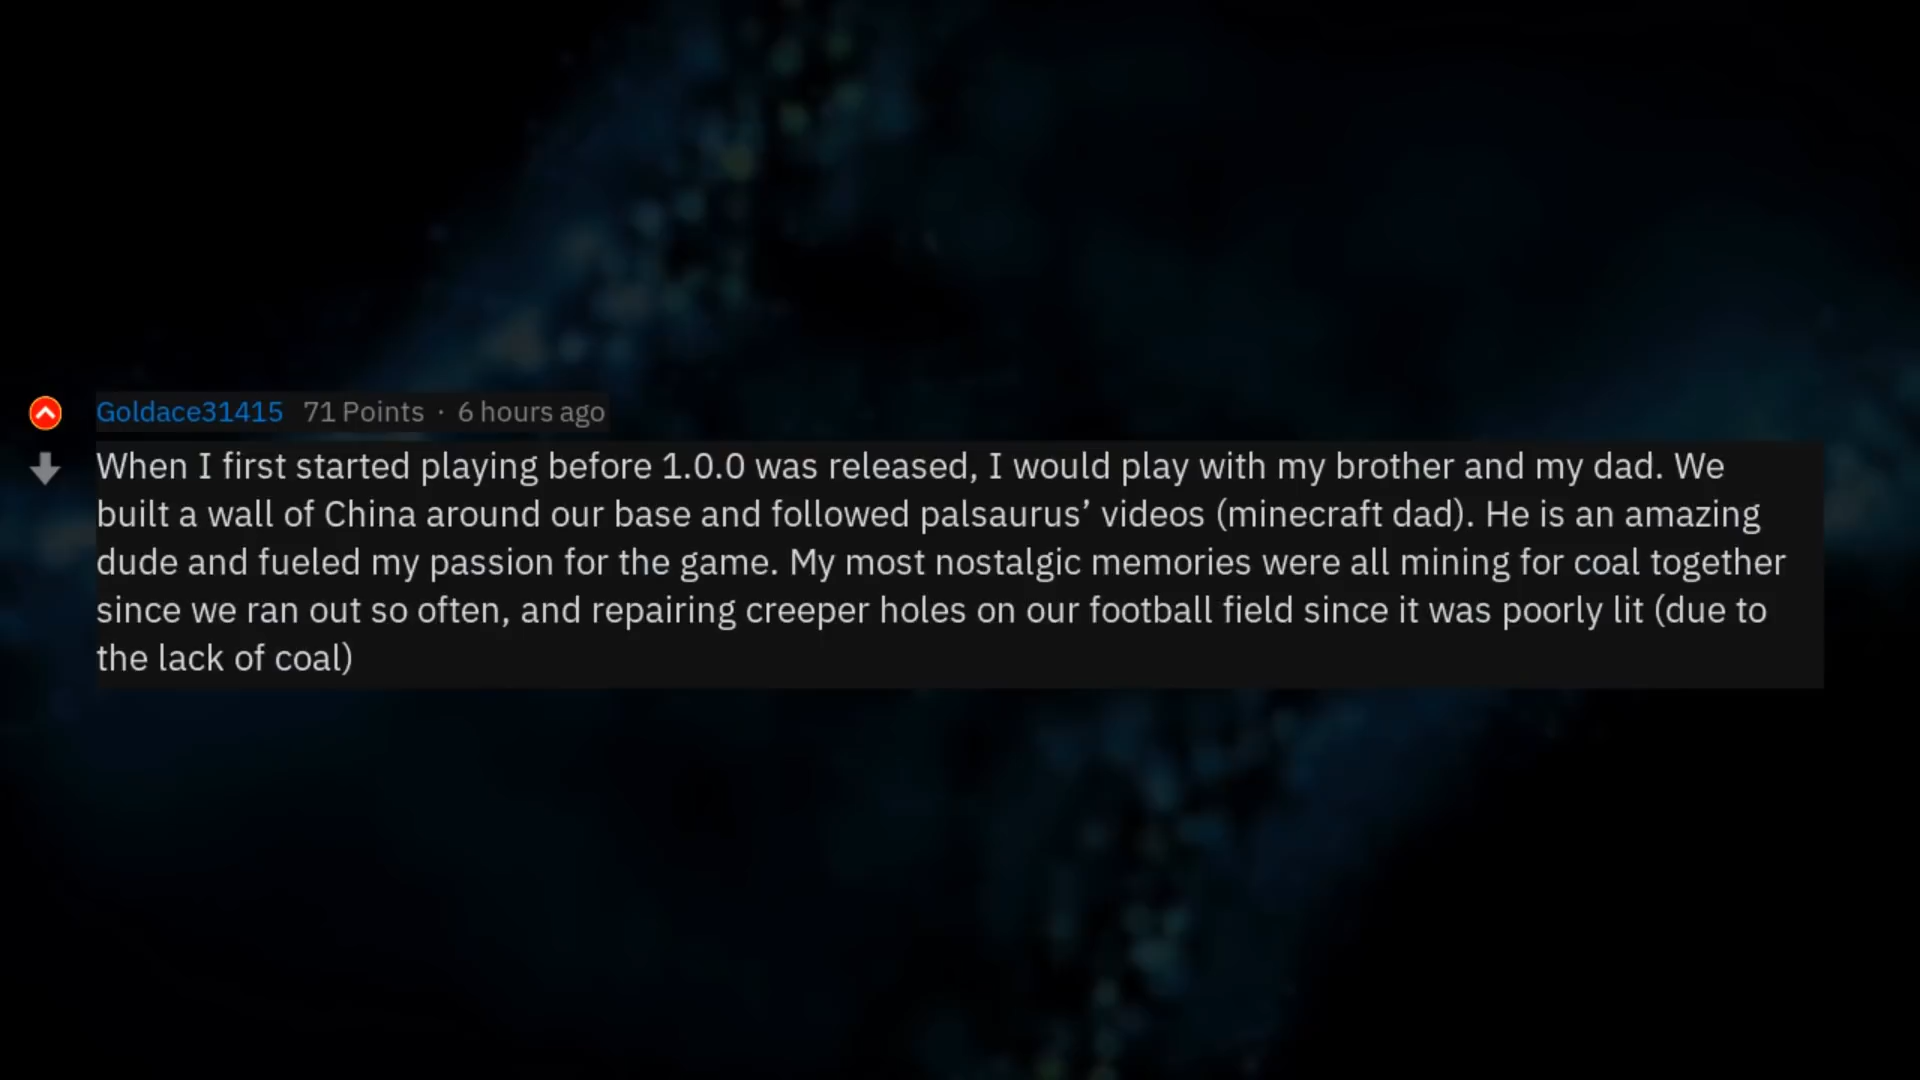 Goldace31415 71 Points · 6 hours ago
When I first started playing before 1.0.0 was released, I would play with my brother and my dad. We
built a wall of China around our base and followed palsaurus’ videos (minecraft dad). He is an amazing
dude and fueled my passion for the game. My most nostalgic memories were all mining for coal together
since we ran out so often, and repairing creeper holes on our football field since it was poorly lit (due to
the lack of coal)